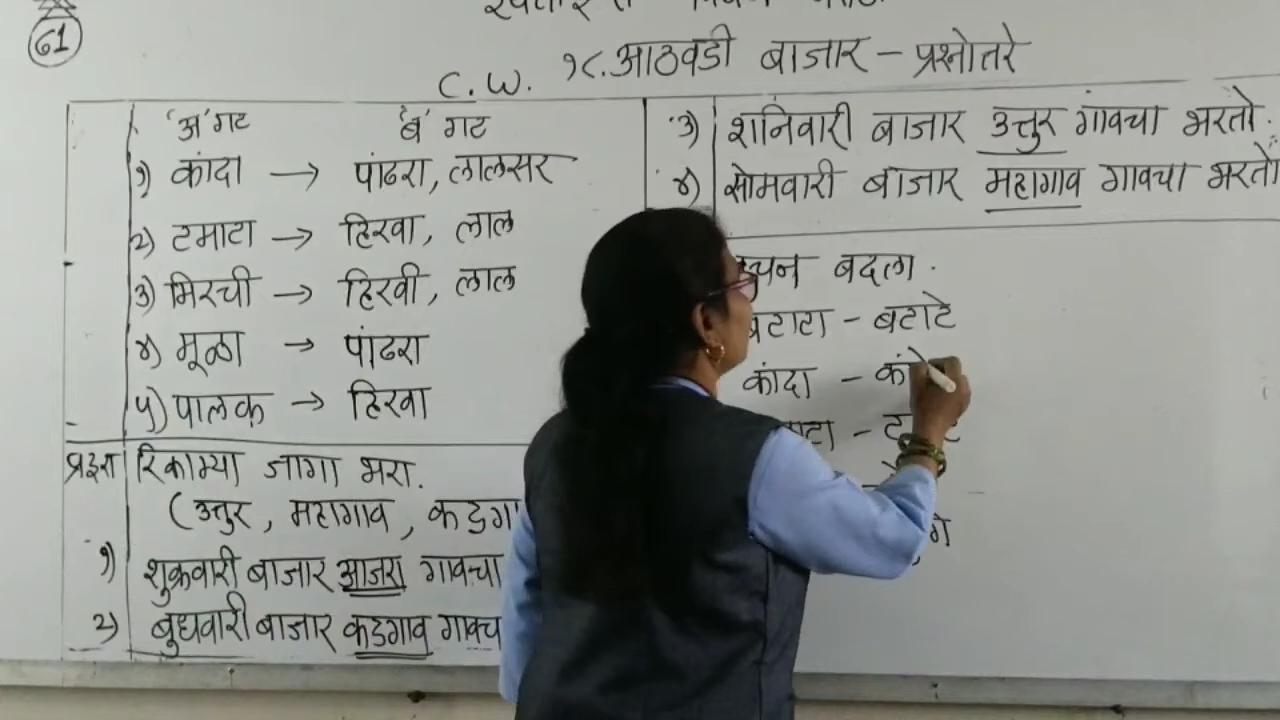 61
१८. आठवडी बाजार – प्रश्नोतरे
C.W.
'अ' गट 'ब' गट
१) कांदा → पांढरा, लालसर
२) टमाटा → हिरवा, लाल
३) मिरची → हिरवी, लाल
४) मूळा → पांढरा
५) पालक → हिरवा
प्रश्न रिकाम्या जागा भरा.
(उत्तुर, महागाव, कडगा
१) शुक्रवारी बाजार आजरा गावचा
२) बुधवारी बाजार कडगाव गावच
३) शनिवारी बाजार उत्तुर गावचा भरतो.
४) सोमवारी बाजार महागाव गावचा भरतो
वचन बदला.
बटाटा – बटाटे
कांदा – कां